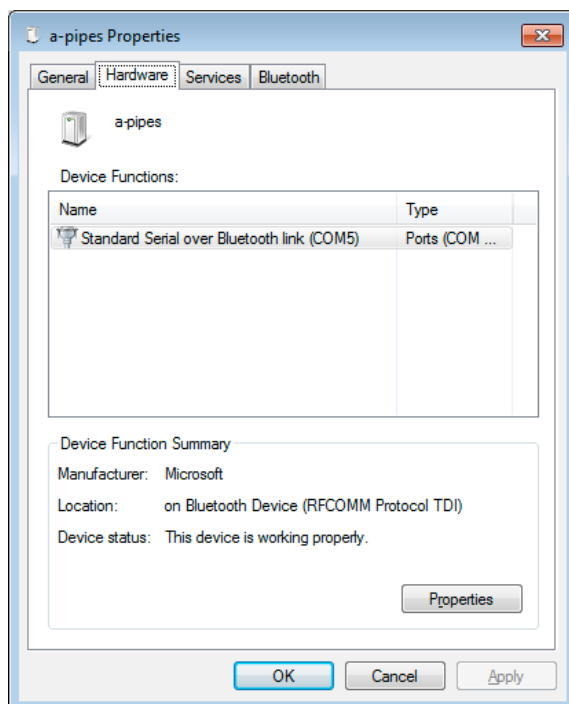 a-pipes Properties
General Hardware Services Bluetooth
a-pipes
Device Functions:
Name Type
Standard Serial over Bluetooth link (COM5) Ports (COM ...
Device Function Summary
Manufacturer: Microsoft
Location: on Bluetooth Device (RFCOMM Protocol TDI)
Device status: This device is working properly.
Properties
OK Cancel Apply